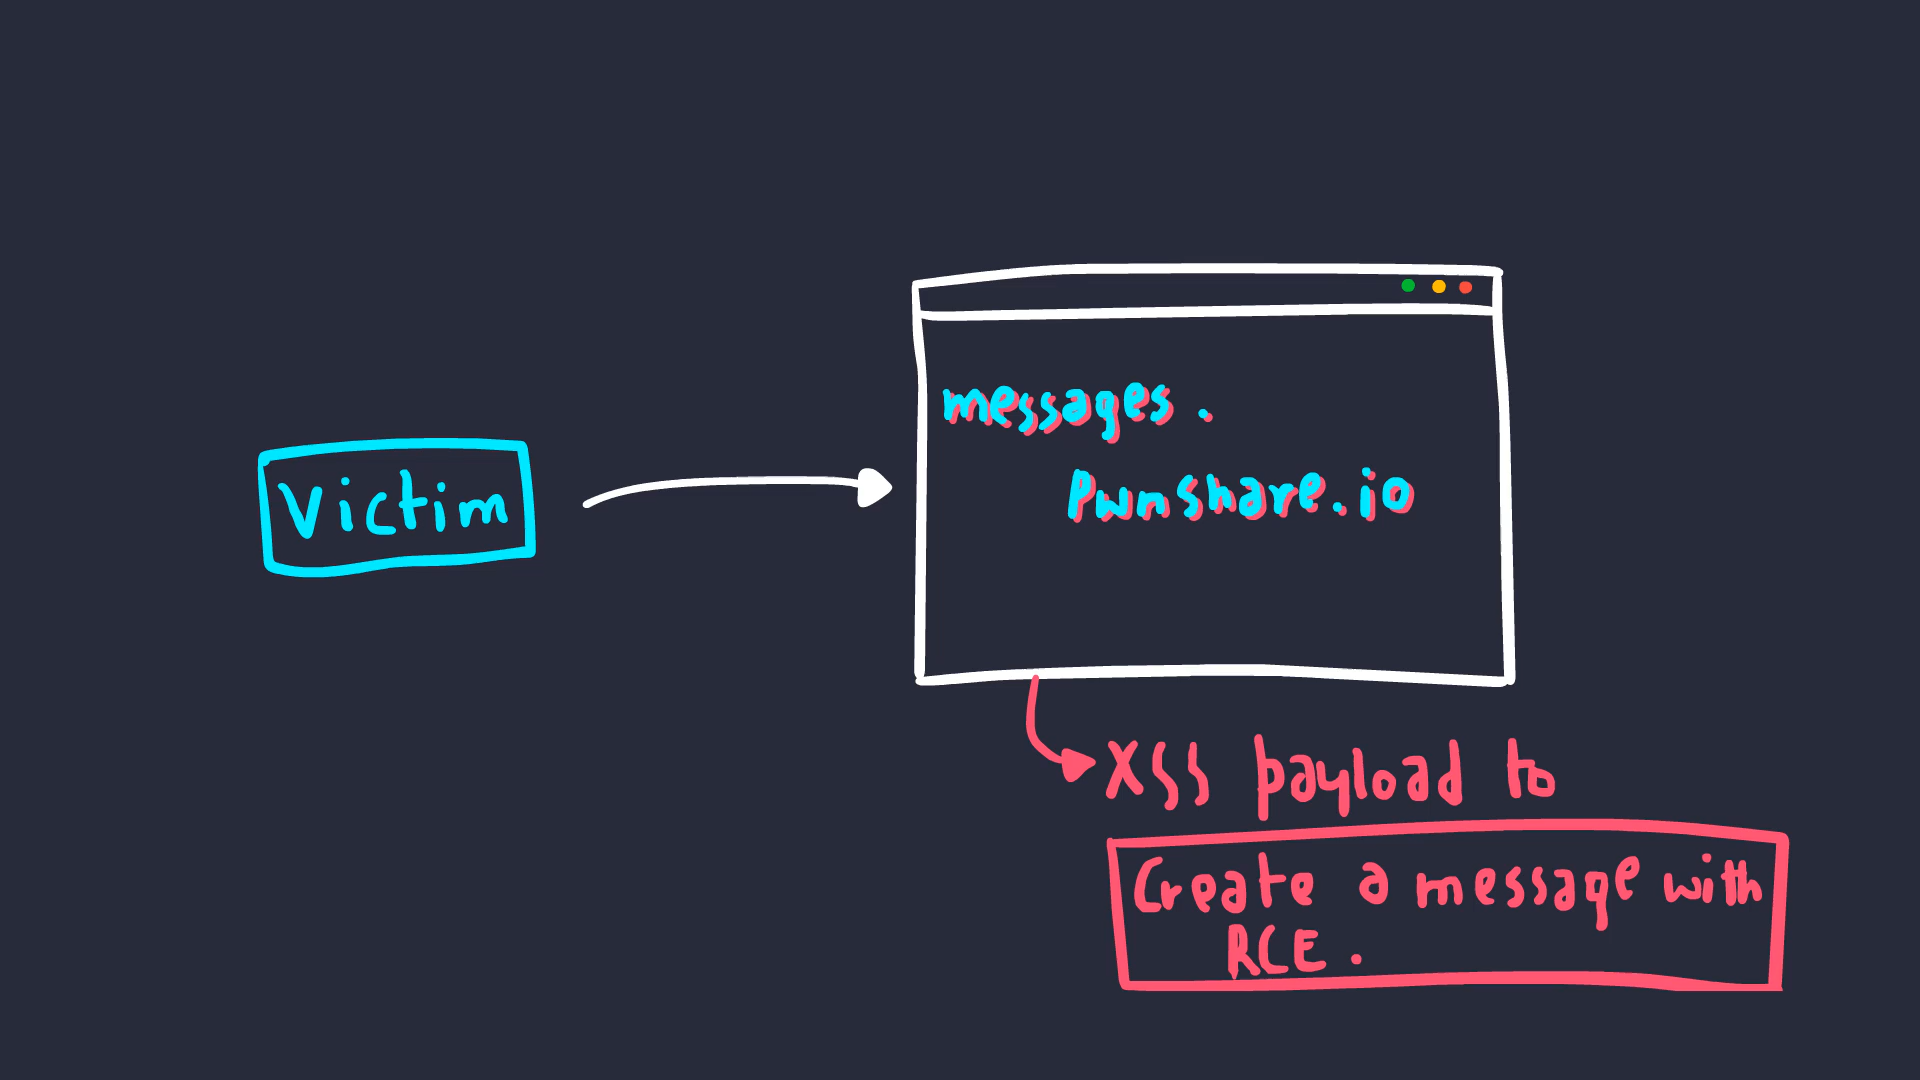 Victim
messages.
Pwnshare.io
XSS payload to
Create a message with
RCE.